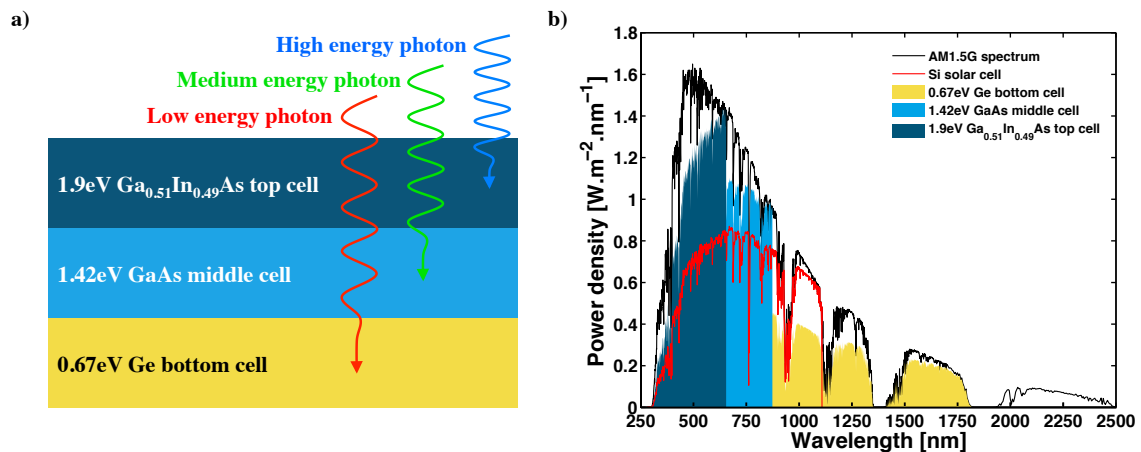 a)
High energy photon
Medium energy photon
Low energy photon
1.9eV Ga0.51In0.49As top cell
1.42eV GaAs middle cell
0.67eV Ge bottom cell
b)
Power density [W.m−2.nm−1]
1.8
1.6
1.4
1.2
1
0.8
0.6
0.4
0.2
0
AM1.5G spectrum
Si solar cell
0.67eV Ge bottom cell
1.42eV GaAs middle cell
1.9eV Ga0.51In0.49As top cell
250 500 750 1000 1250 1500 1750 2000 2250 2500
Wavelength [nm]